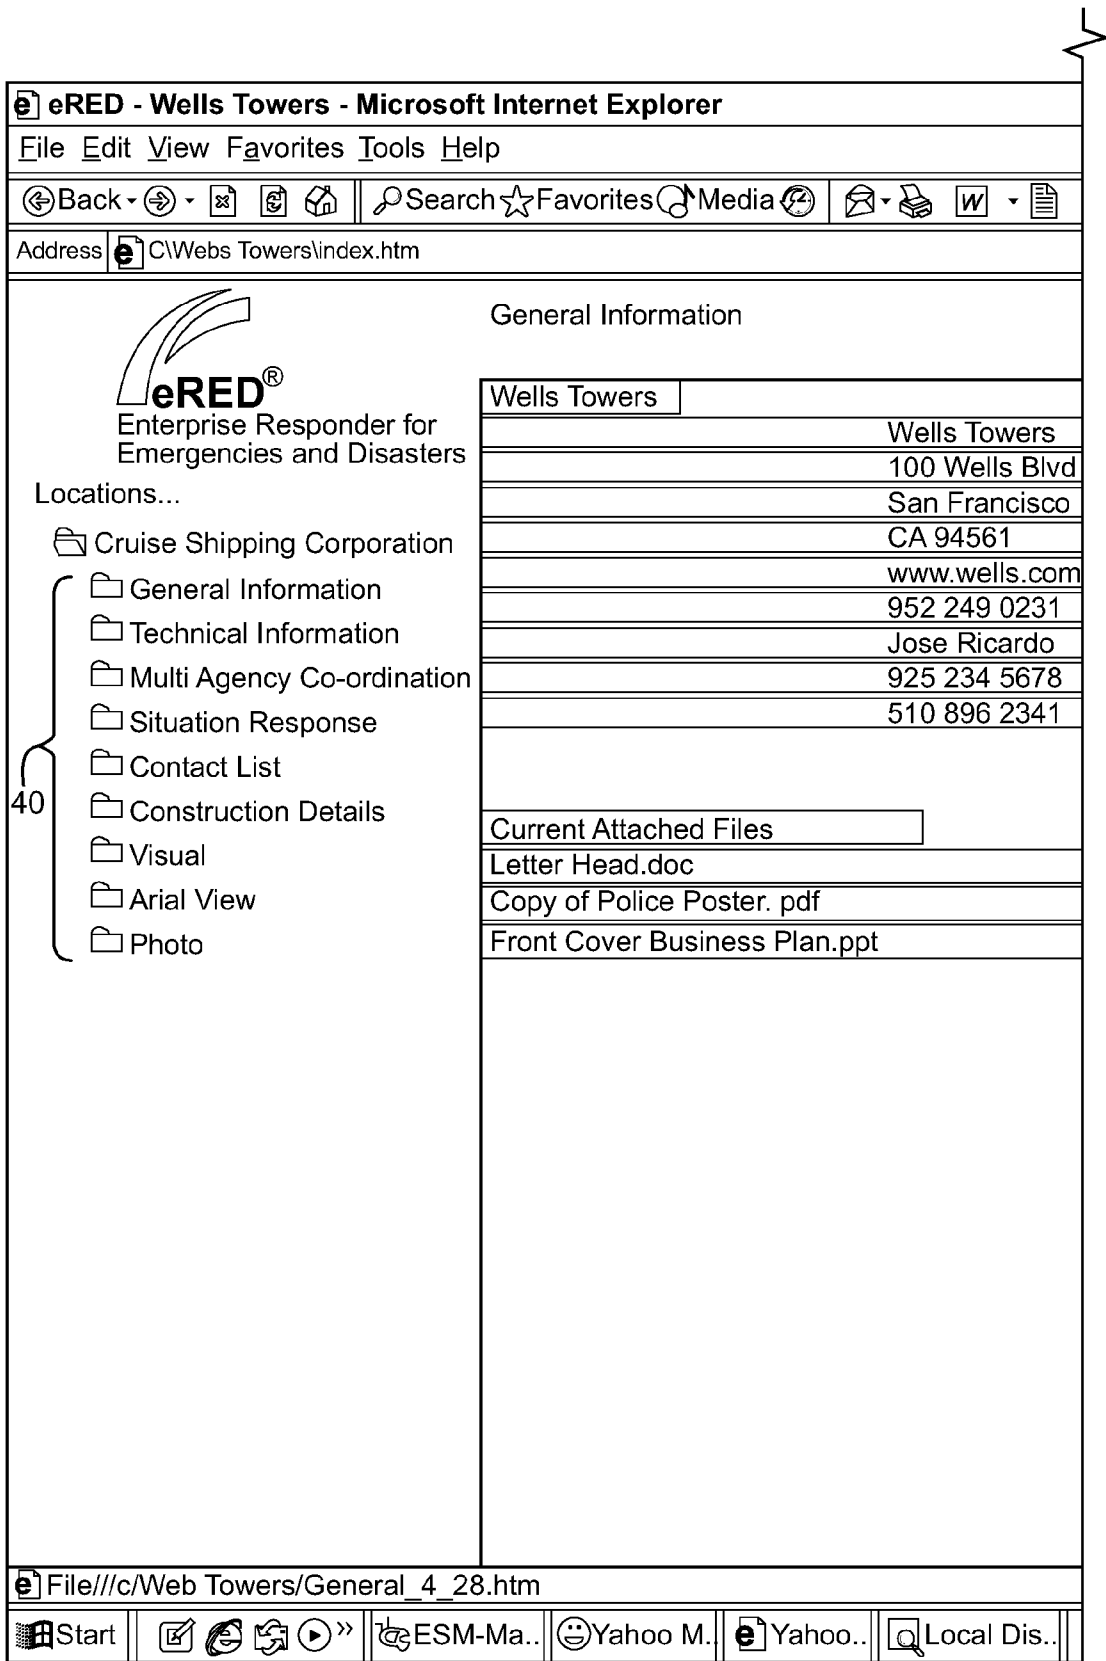 eRED - Wells Towers - Microsoft Internet Explorer
File Edit View Favorites Tools Help
Back Search Favorites Media W
Address C\Webs Towers\index.htm
eRED®
Enterprise Responder for
Emergencies and Disasters
Locations...
Cruise Shipping Corporation
General Information
Technical Information
Multi Agency Co-ordination
Situation Response
Contact List
Construction Details
Visual
Arial View
Photo
40
General Information
Wells Towers
Wells Towers
100 Wells Blvd
San Francisco
CA 94561
www.wells.com
952 249 0231
Jose Ricardo
925 234 5678
510 896 2341
Current Attached Files
Letter Head.doc
Copy of Police Poster. pdf
Front Cover Business Plan.ppt
File///c/Web Towers/General_4_28.htm
Start » ESM-Ma.. Yahoo M.. Yahoo.. Local Dis..